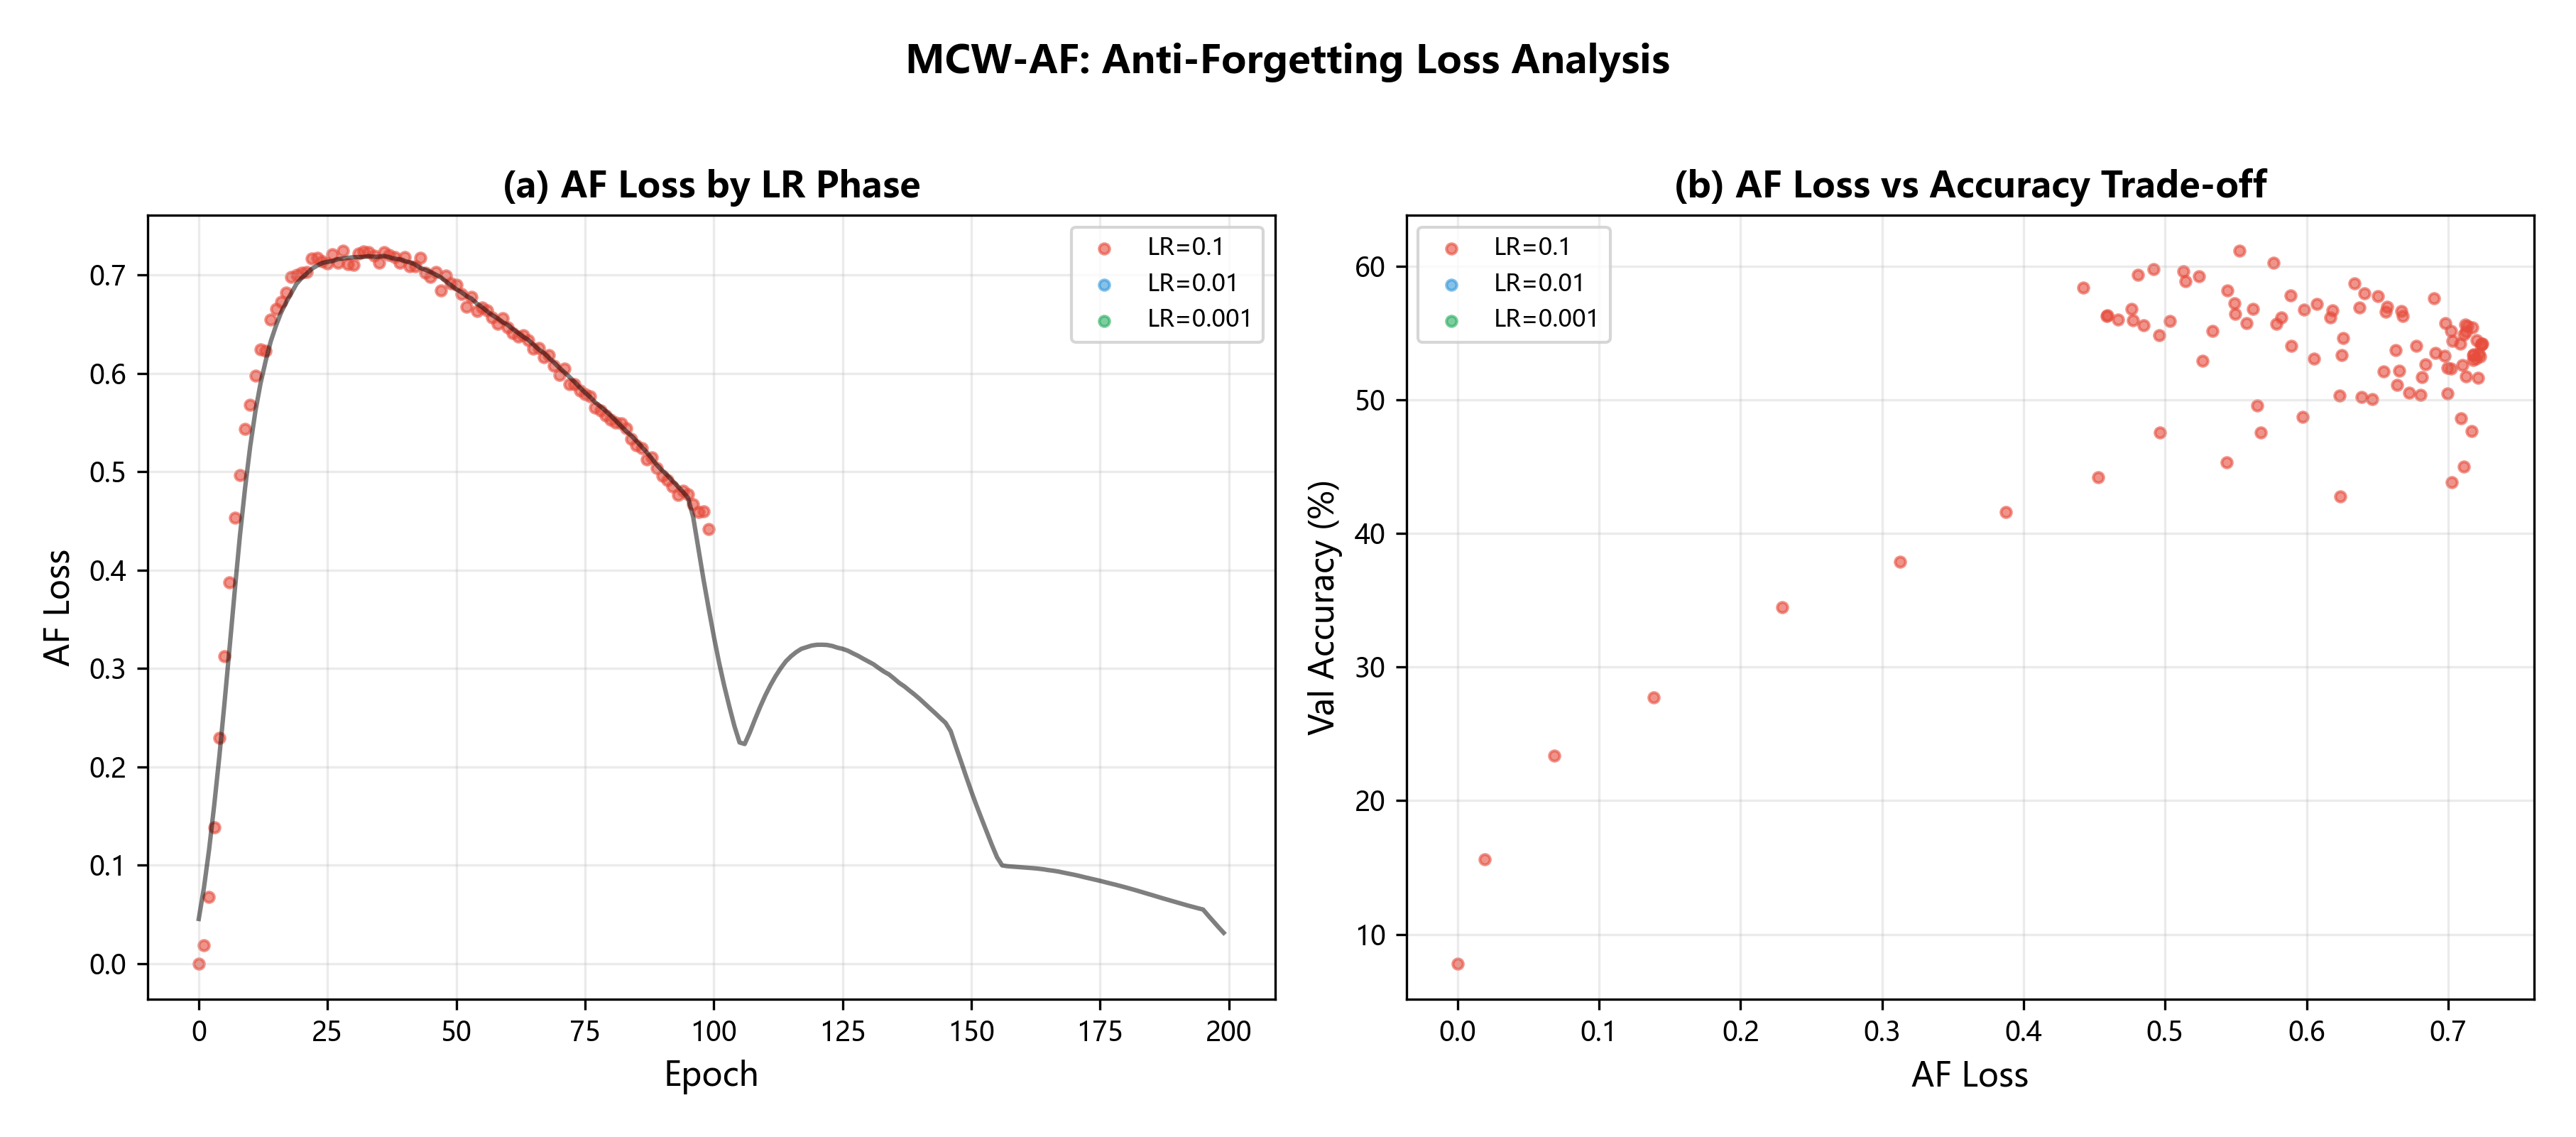 MCW-AF: Anti-Forgetting Loss Analysis
(a) AF Loss by LR Phase
AF Loss
0.7
0.6
0.5
0.4
0.3
0.2
0.1
0.0
LR=0.1
LR=0.01
LR=0.001
0 25 50 75 100 125 150 175 200
Epoch
(b) AF Loss vs Accuracy Trade-off
Val Accuracy (%)
60
50
40
30
20
10
LR=0.1
LR=0.01
LR=0.001
0.0 0.1 0.2 0.3 0.4 0.5 0.6 0.7
AF Loss